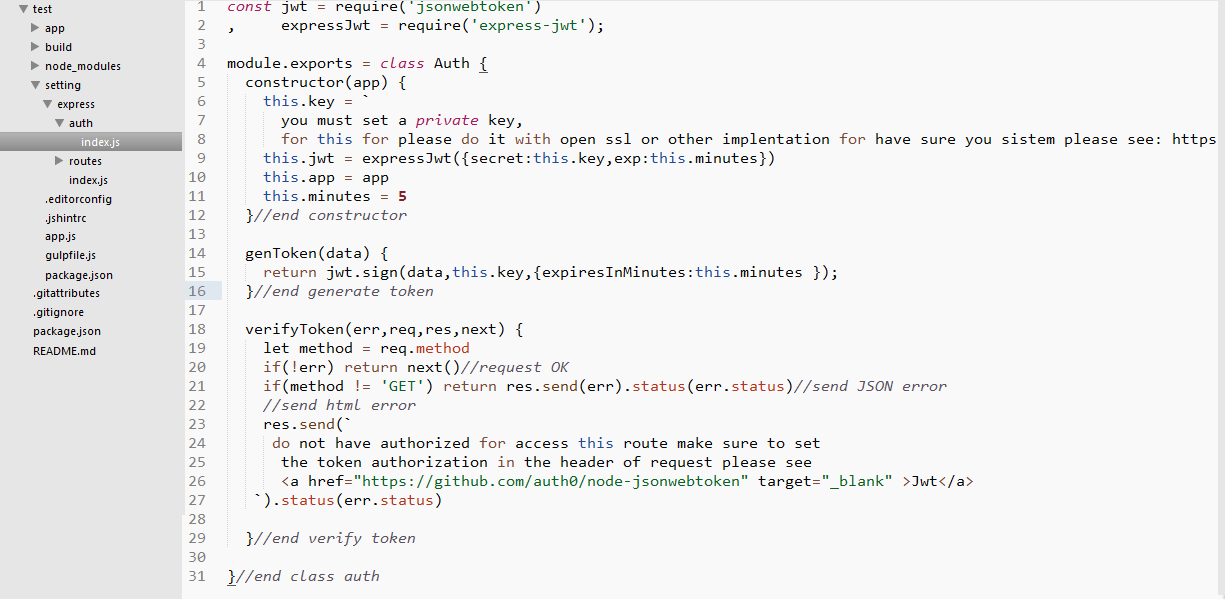 test
app
build
node_modules
setting
express
auth
index.js
routes
index.js
.editorconfig
.jshintrc
app.js
gulpfile.js
package.json
.gitattributes
.gitignore
package.json
README.md
1 const jwt = require('jsonwebtoken')
2 , expressJwt = require('express-jwt');
3
4 module.exports = class Auth {
5 constructor(app) {
6 this.key = `
7 you must set a private key,
8 for this for please do it with open ssl or other implentation for have sure you sistem please see: https
9 this.jwt = expressJwt({secret:this.key,exp:this.minutes})
10 this.app = app
11 this.minutes = 5
12 }//end constructor
13
14 genToken(data) {
15 return jwt.sign(data,this.key,{expiresInMinutes:this.minutes });
16 }//end generate token
17
18 verifyToken(err,req,res,next) {
19 let method = req.method
20 if(!err) return next()//request OK
21 if(method != 'GET') return res.send(err).status(err.status)//send JSON error
22 //send html error
23 res.send(`
24 do not have authorized for access this route make sure to set
25 the token authorization in the header of request please see
26 <a href="https://github.com/auth0/node-jsonwebtoken" target="_blank" >Jwt</a>
27 `).status(err.status)
28
29 }//end verify token
30
31 }//end class auth